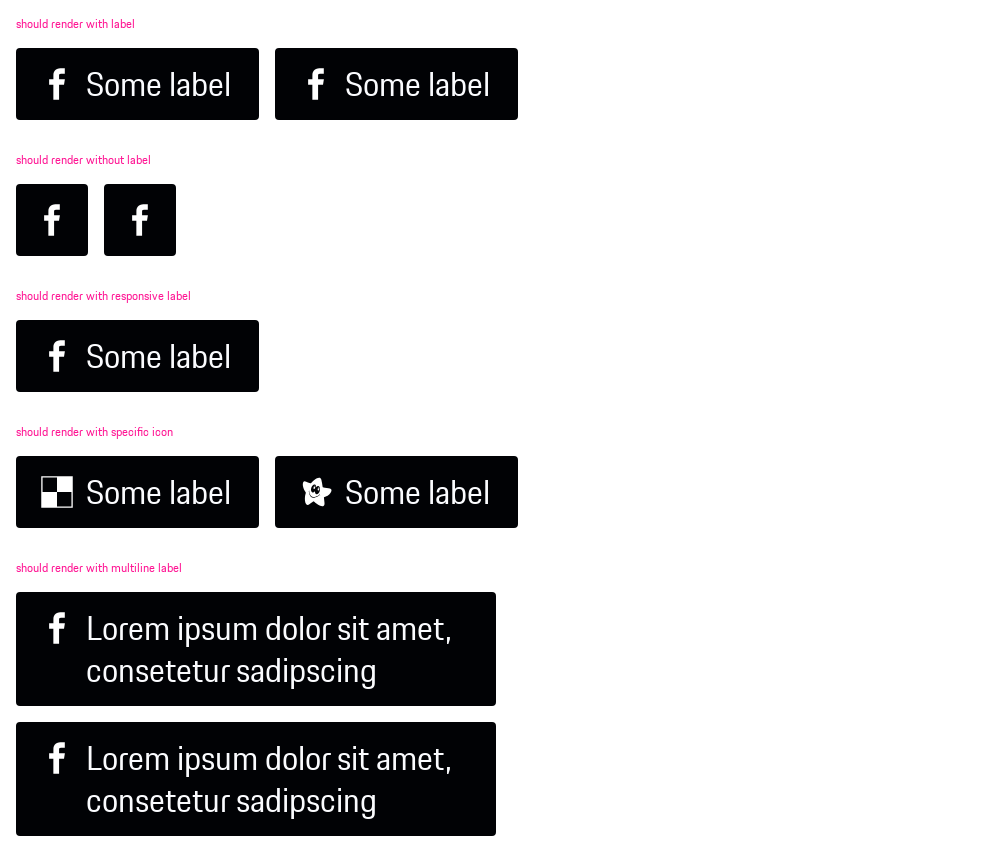 should render with label
Some label Some label
should render without label
should render with responsive label
Some label
should render with specific icon
Some label Some label
should render with multiline label
Lorem ipsum dolor sit amet,
consetetur sadipscing
Lorem ipsum dolor sit amet,
consetetur sadipscing